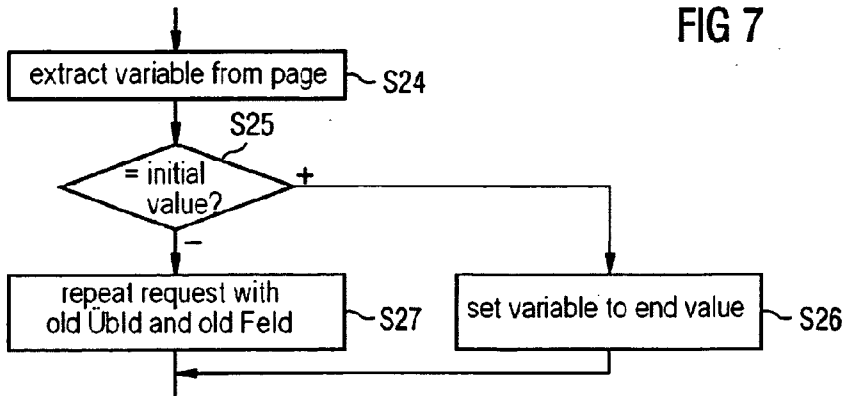 FIG 7
extract variable from page
S24
S25
= initial
value?
+
–
repeat request with
old ÜbId and old Feld
S27
set variable to end value
S26